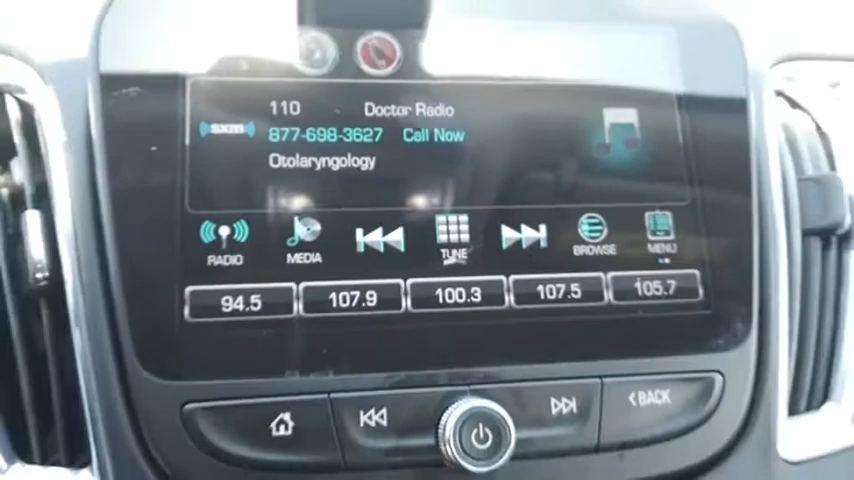 110 Doctor Radio
sxm 877-698-3627 Call Now
Otolaryngology
RADIO MEDIA TUNE BROWSE MENU
94.5 107.9 100.3 107.5 105.7
< BACK